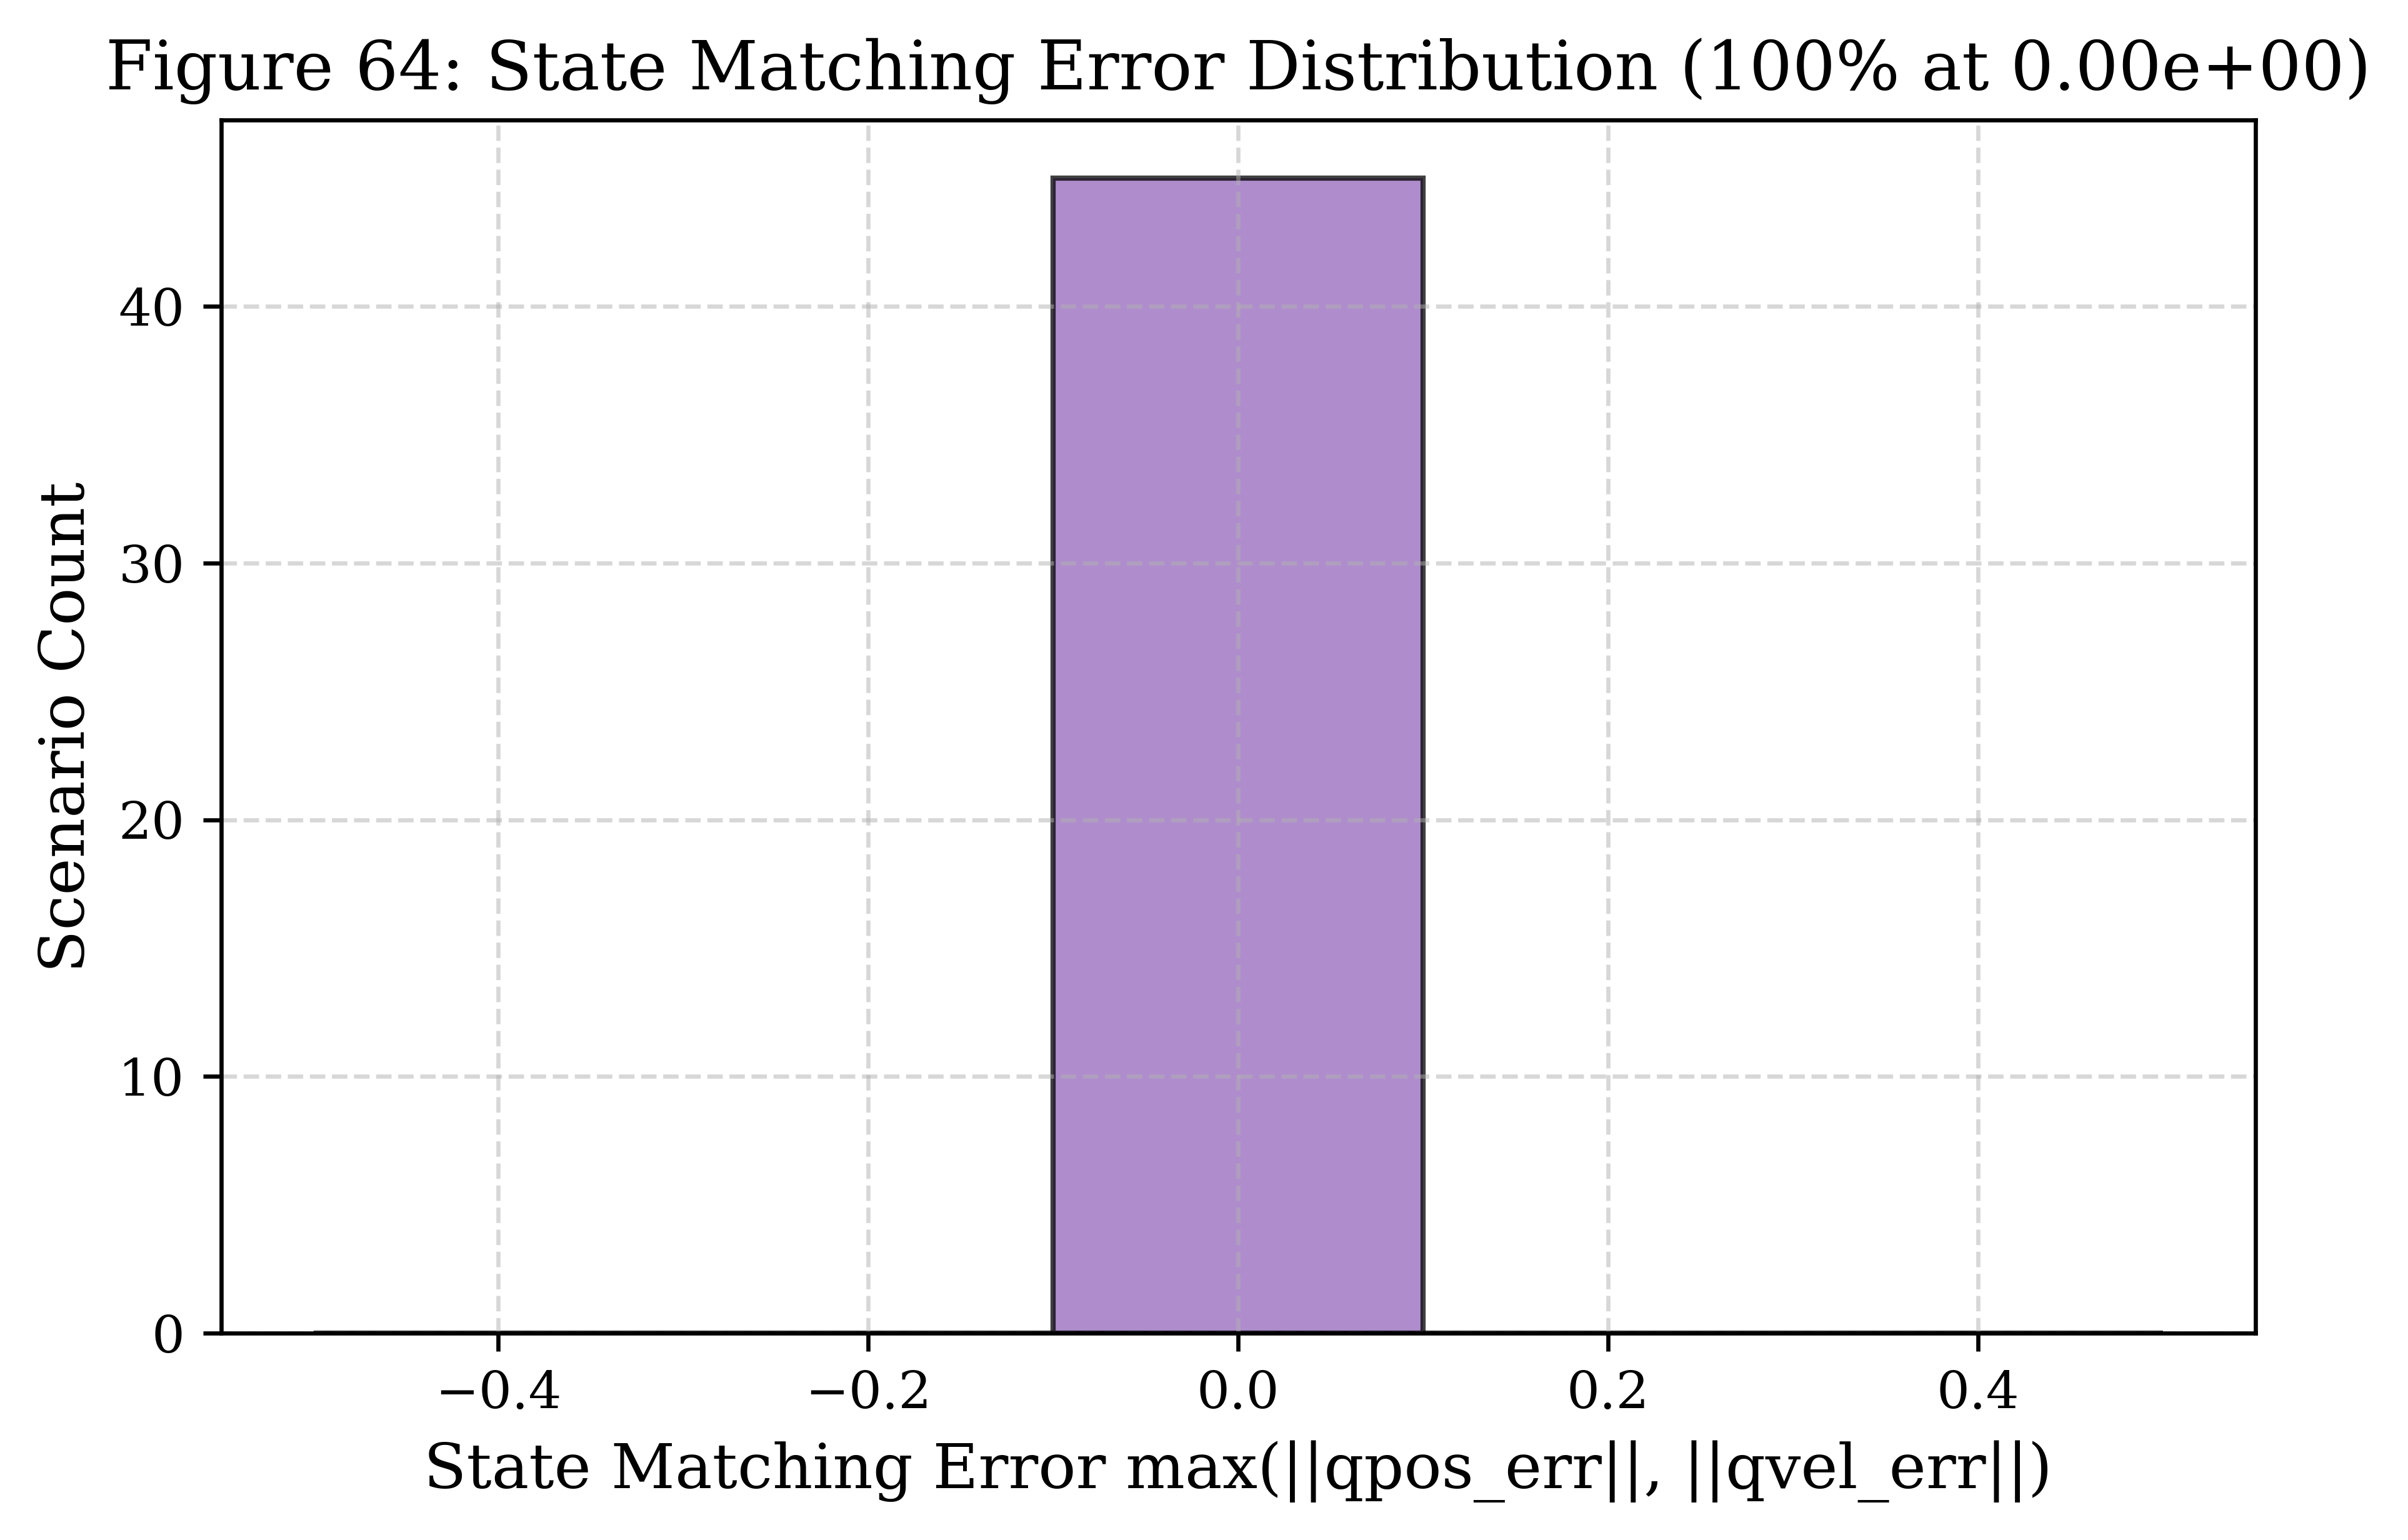 Figure 64: State Matching Error Distribution (100% at 0.00e+00)
Scenario Count
40
30
20
10
0
−0.4 −0.2 0.0 0.2 0.4
State Matching Error max(||qpos_err||, ||qvel_err||)